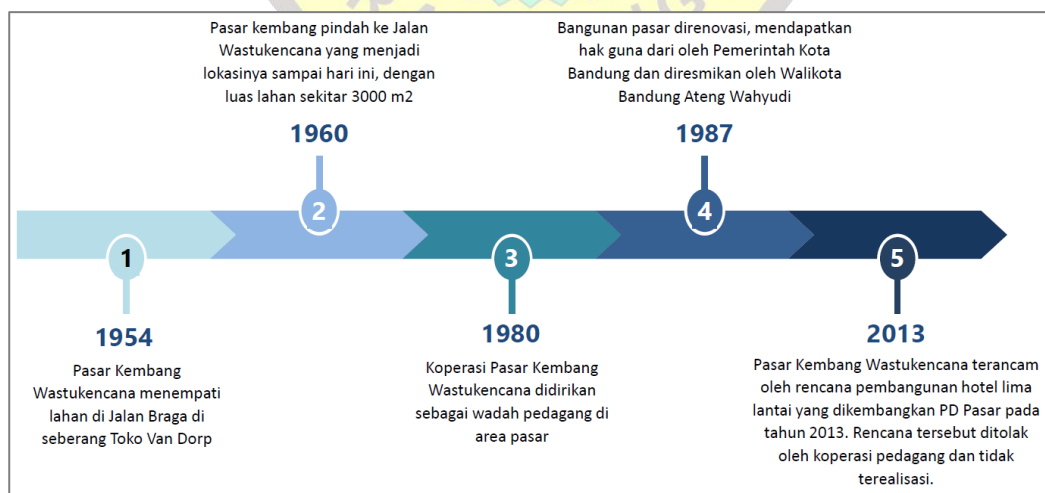 Pasar kembang pindah ke Jalan
Wastukencana yang menjadi
lokasinya sampai hari ini, dengan
luas lahan sekitar 3000 m2
1960
Bangunan pasar direnovasi, mendapatkan
hak guna dari oleh Pemerintah Kota
Bandung dan diresmikan oleh Walikota
Bandung Ateng Wahyudi
1987
1
2
3
4
5
1954
Pasar Kembang
Wastukencana menempati
lahan di Jalan Braga di
seberang Toko Van Dorp
1980
Koperasi Pasar Kembang
Wastukencana didirikan
sebagai wadah pedagang di
area pasar
2013
Pasar Kembang Wastukencana terancam
oleh rencana pembangunan hotel lima
lantai yang dikembangkan PD Pasar pada
tahun 2013. Rencana tersebut ditolak
oleh koperasi pedagang dan tidak
terealisasi.